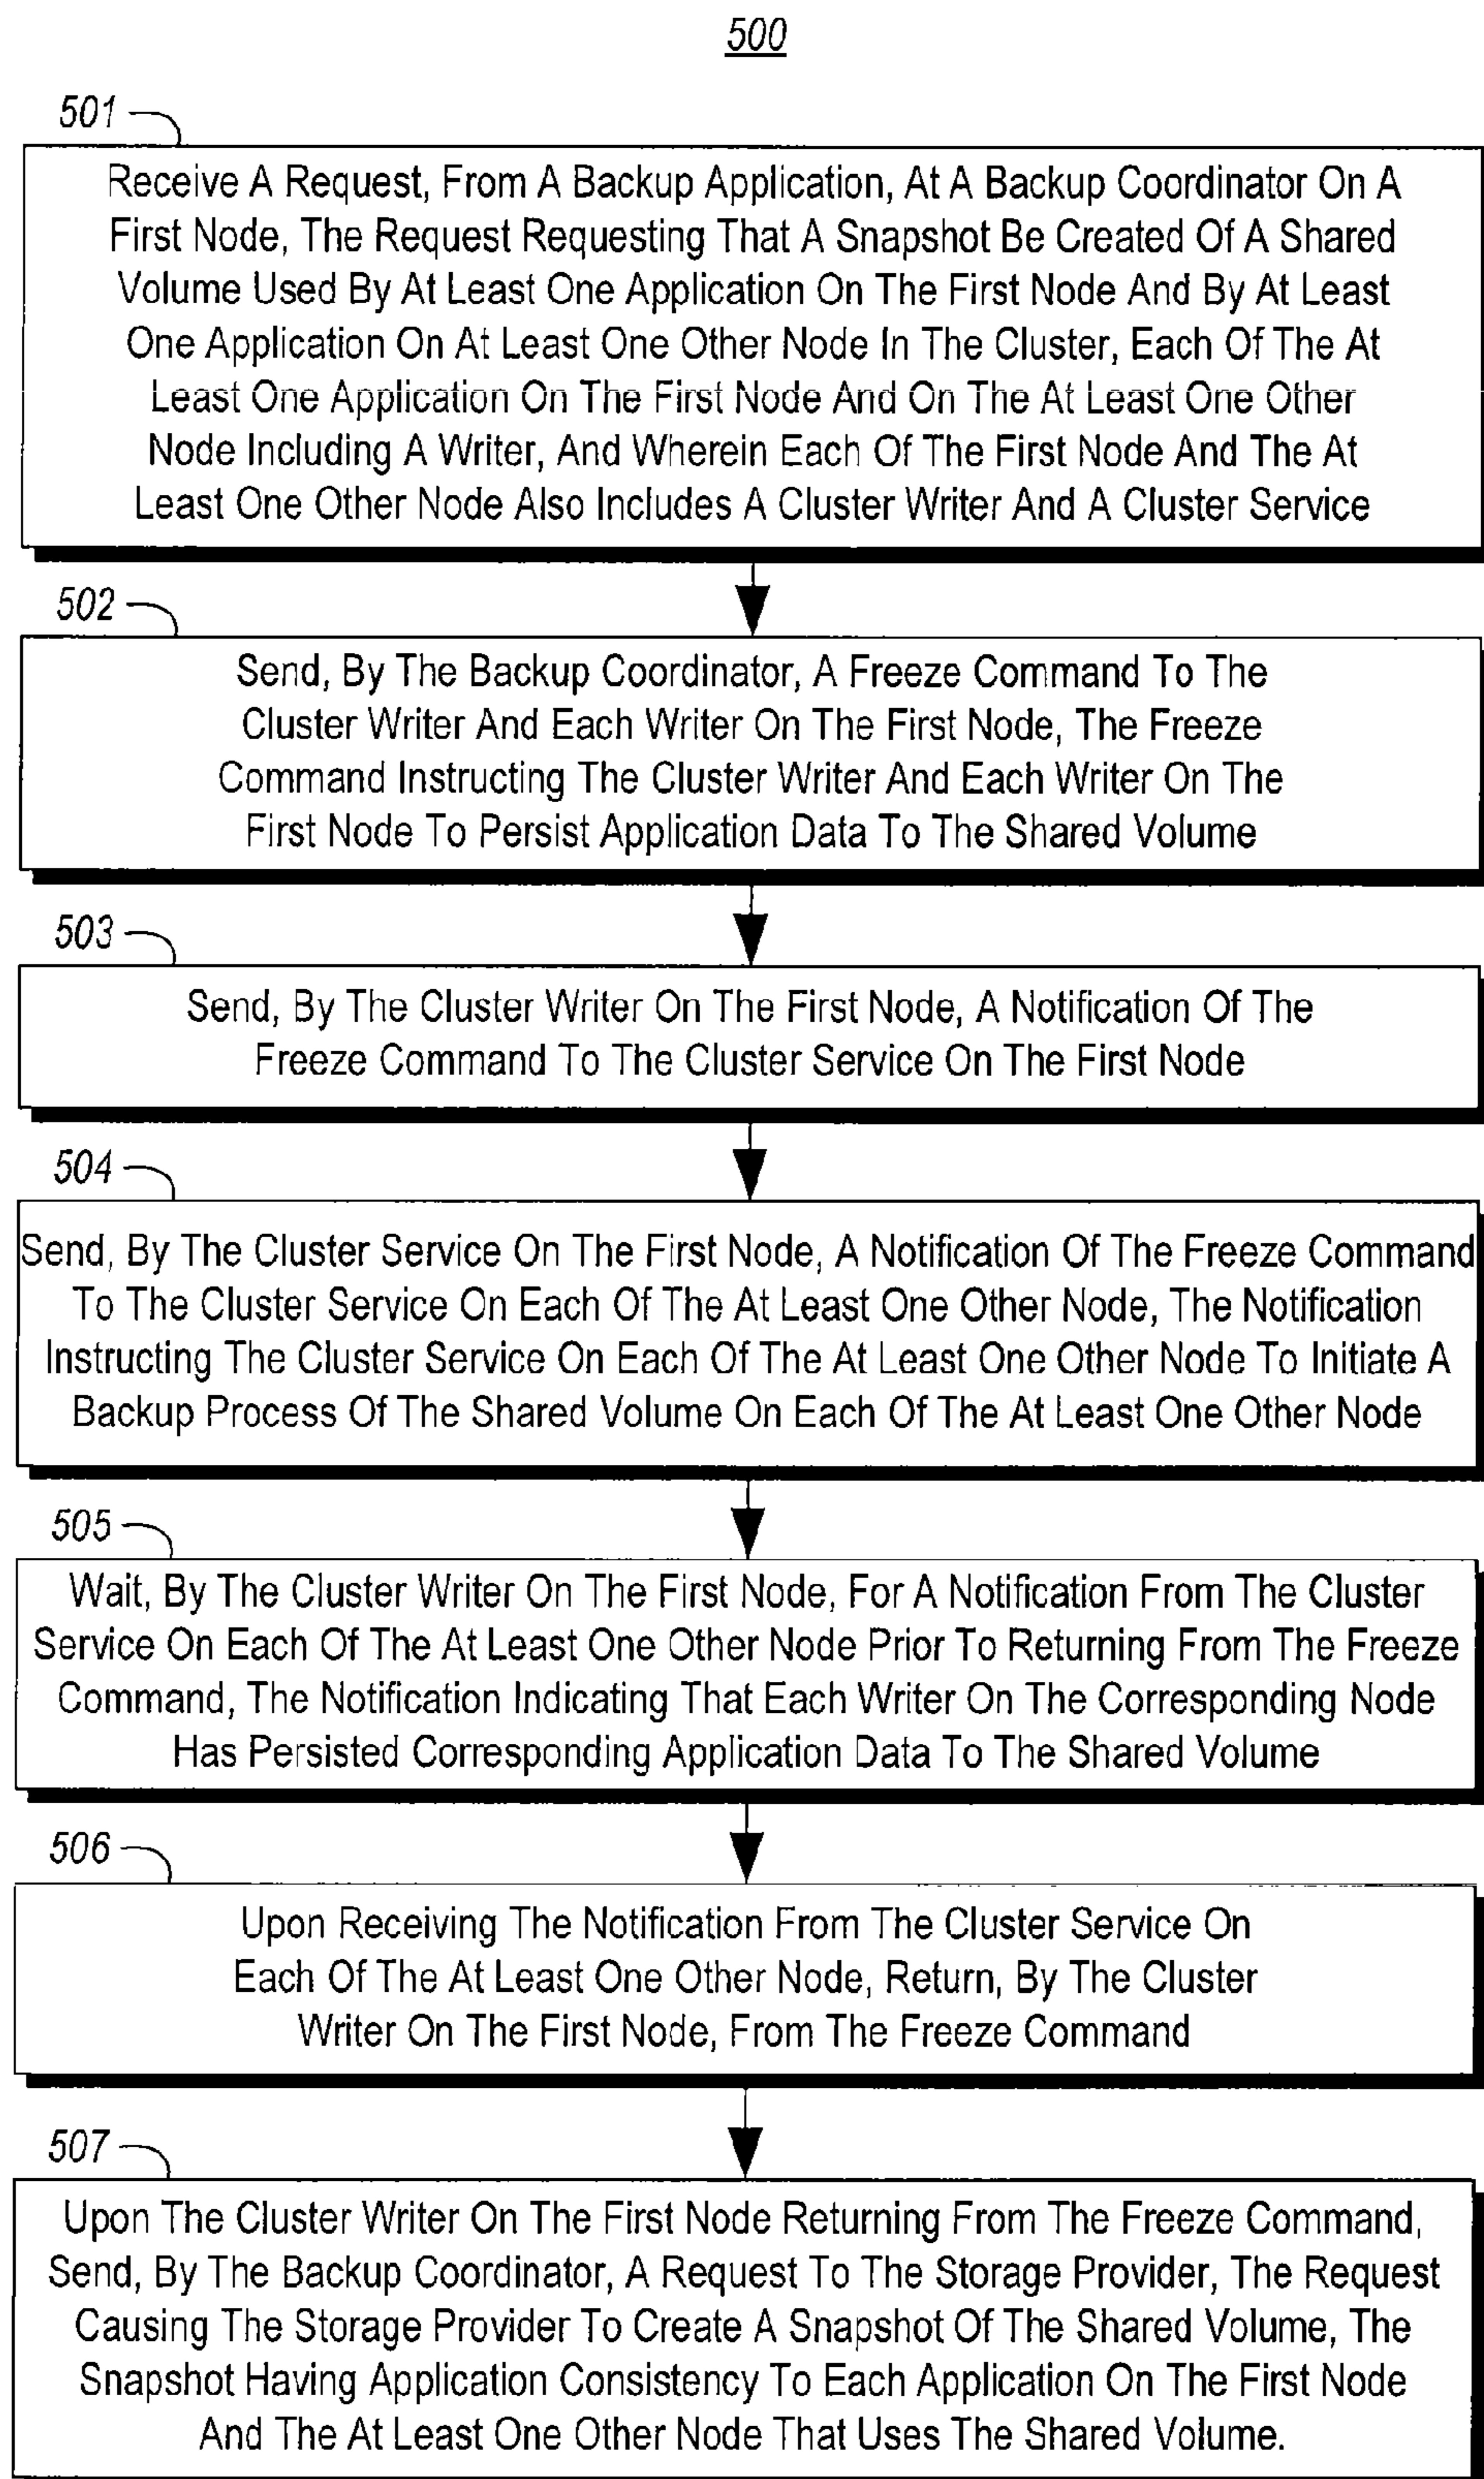 500
501
Receive A Request, From A Backup Application, At A Backup Coordinator On A
First Node, The Request Requesting That A Snapshot Be Created Of A Shared
Volume Used By At Least One Application On The First Node And By At Least
One Application On At Least One Other Node In The Cluster, Each Of The At
Least One Application On The First Node And On The At Least One Other
Node Including A Writer, And Wherein Each Of The First Node And The At
Least One Other Node Also Includes A Cluster Writer And A Cluster Service
502
Send, By The Backup Coordinator, A Freeze Command To The
Cluster Writer And Each Writer On The First Node, The Freeze
Command Instructing The Cluster Writer And Each Writer On The
First Node To Persist Application Data To The Shared Volume
503
Send, By The Cluster Writer On The First Node, A Notification Of The
Freeze Command To The Cluster Service On The First Node
504
Send, By The Cluster Service On The First Node, A Notification Of The Freeze Command
To The Cluster Service On Each Of The At Least One Other Node, The Notification
Instructing The Cluster Service On Each Of The At Least One Other Node To Initiate A
Backup Process Of The Shared Volume On Each Of The At Least One Other Node
505
Wait, By The Cluster Writer On The First Node, For A Notification From The Cluster
Service On Each Of The At Least One Other Node Prior To Returning From The Freeze
Command, The Notification Indicating That Each Writer On The Corresponding Node
Has Persisted Corresponding Application Data To The Shared Volume
506
Upon Receiving The Notification From The Cluster Service On
Each Of The At Least One Other Node, Return, By The Cluster
Writer On The First Node, From The Freeze Command
507
Upon The Cluster Writer On The First Node Returning From The Freeze Command,
Send, By The Backup Coordinator, A Request To The Storage Provider, The Request
Causing The Storage Provider To Create A Snapshot Of The Shared Volume, The
Snapshot Having Application Consistency To Each Application On The First Node
And The At Least One Other Node That Uses The Shared Volume.